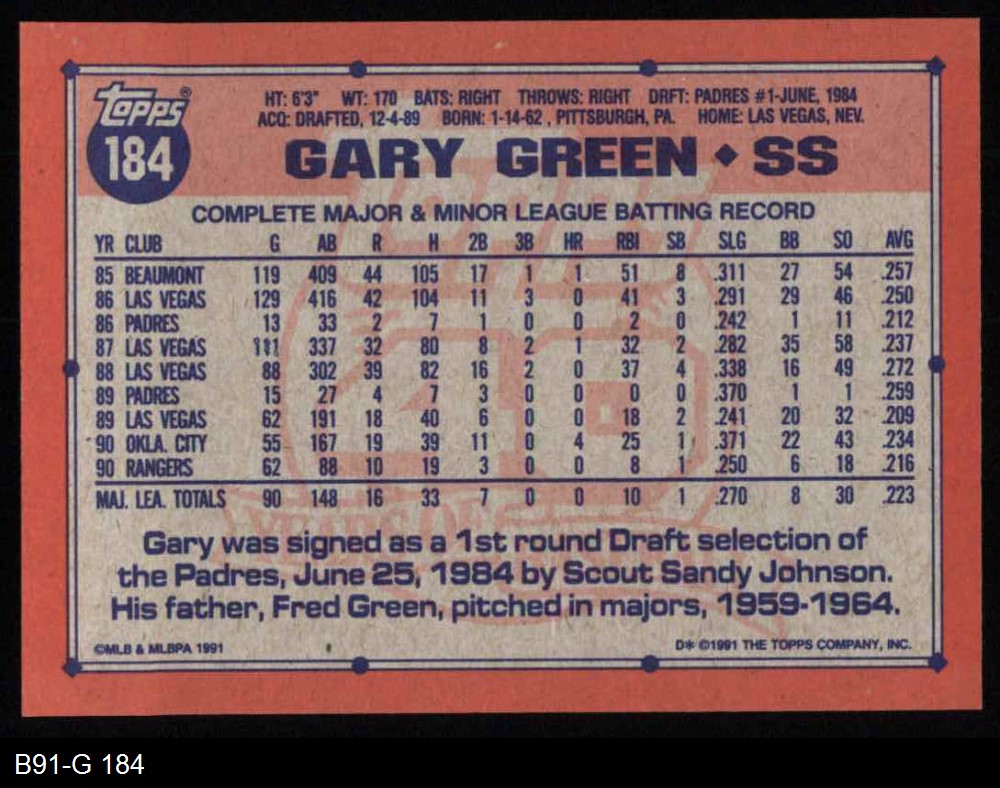 Topps®
184
HT: 6'3" WT: 170 BATS: RIGHT THROWS: RIGHT DRFT: PADRES #1-JUNE, 1984
ACQ: DRAFTED, 12-4-89 BORN: 1-14-62 , PITTSBURGH, PA. HOME: LAS VEGAS, NEV.
GARY GREEN ◆ SS
COMPLETE MAJOR & MINOR LEAGUE BATTING RECORD
YR CLUB G AB R H 2B 3B HR RBI SB SLG BB SO AVG
85 BEAUMONT 119 409 44 105 17 1 1 51 8 .311 27 54 .257
86 LAS VEGAS 129 416 42 104 11 3 0 41 3 .291 29 46 .250
86 PADRES 13 33 2 7 1 0 0 2 0 .242 1 11 .212
87 LAS VEGAS 111 337 32 80 8 2 1 32 2 .282 35 58 .237
88 LAS VEGAS 88 302 39 82 16 2 0 37 4 .338 16 49 .272
89 PADRES 15 27 4 7 3 0 0 0 0 .370 1 1 .259
89 LAS VEGAS 62 191 18 40 6 0 0 18 2 .241 20 32 .209
90 OKLA. CITY 55 167 19 39 11 0 4 25 1 .371 22 43 .234
90 RANGERS 62 88 10 19 3 0 0 8 1 .250 6 18 .216
MAJ. LEA. TOTALS 90 148 16 33 7 0 0 10 1 .270 8 30 .223
Gary was signed as a 1st round Draft selection of
the Padres, June 25, 1984 by Scout Sandy Johnson.
His father, Fred Green, pitched in majors, 1959-1964.
©MLB & MLBPA 1991 D* ©1991 THE TOPPS COMPANY, INC.
B91-G 184